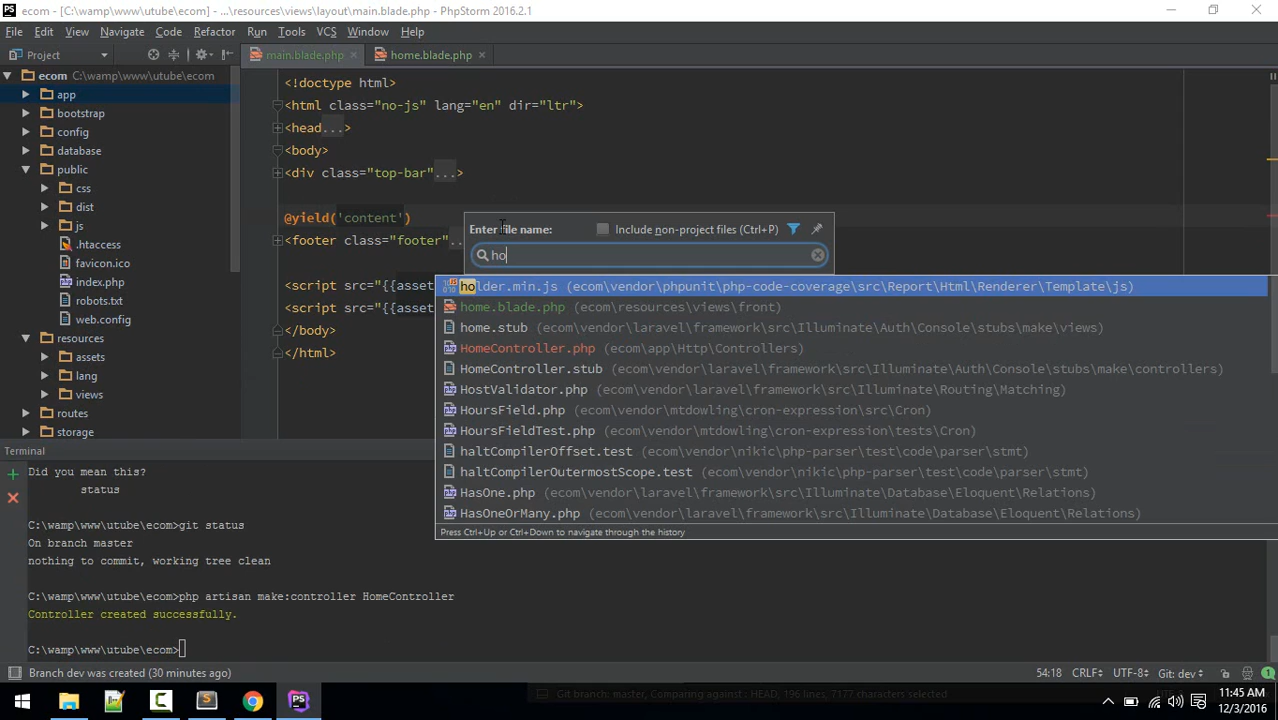 ecom - [C:\wamp\www\utube\ecom] - ...\resources\views\layout\main.blade.php - PhpStorm 2016.2.1
File Edit View Navigate Code Refactor Run Tools VCS Window Help
Project
main.blade.php
home.blade.php
ecom C:\wamp\www\utube\ecom
app
bootstrap
config
database
public
css
dist
js
.htaccess
favicon.ico
index.php
robots.txt
web.config
resources
assets
lang
views
routes
storage
<!doctype html>
<html class="no-js" lang="en" dir="ltr">
<head...>
<body>
<div class="top-bar"...>
@yield('content')
<footer class="footer"..
<script src="{{asset
<script src="{{asset
</body>
</html>
Enter file name:
Include non-project files (Ctrl+P)
ho
holder.min.js (ecom\vendor\phpunit\php-code-coverage\src\Report\Html\Renderer\Template\js)
home.blade.php (ecom\resources\views\front)
home.stub (ecom\vendor\laravel\framework\src\Illuminate\Auth\Console\stubs\make\views)
HomeController.php (ecom\app\Http\Controllers)
HomeController.stub (ecom\vendor\laravel\framework\src\Illuminate\Auth\Console\stubs\make\controllers)
HostValidator.php (ecom\vendor\laravel\framework\src\Illuminate\Routing\Matching)
HoursField.php (ecom\vendor\mtdowling\cron-expression\src\Cron)
HoursFieldTest.php (ecom\vendor\mtdowling\cron-expression\tests\Cron)
haltCompilerOffset.test (ecom\vendor\nikic\php-parser\test\code\parser\stmt)
haltCompilerOutermostScope.test (ecom\vendor\nikic\php-parser\test\code\parser\stmt)
HasOne.php (ecom\vendor\laravel\framework\src\Illuminate\Database\Eloquent\Relations)
HasOneOrMany.php (ecom\vendor\laravel\framework\src\Illuminate\Database\Eloquent\Relations)
Press Ctrl+Up or Ctrl+Down to navigate through the history
Terminal
Did you mean this?
status
C:\wamp\www\utube\ecom>git status
On branch master
nothing to commit, working tree clean
C:\wamp\www\utube\ecom>php artisan make:controller HomeController
Controller created successfully.
C:\wamp\www\utube\ecom>
Branch dev was created (30 minutes ago)
54:18 CRLF÷ UTF-8÷ Git: dev÷
Git branch: master, Comparing against: HEAD, 196 lines, 7177 characters selected
11:45 AM
12/3/2016